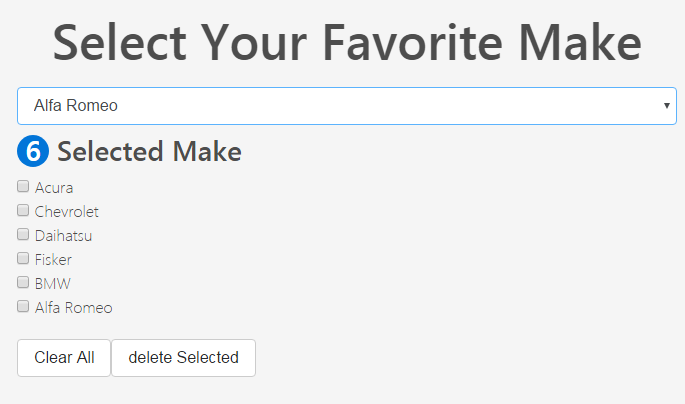 Select Your Favorite Make
Alfa Romeo
6 Selected Make
Acura
Chevrolet
Daihatsu
Fisker
BMW
Alfa Romeo
Clear All delete Selected